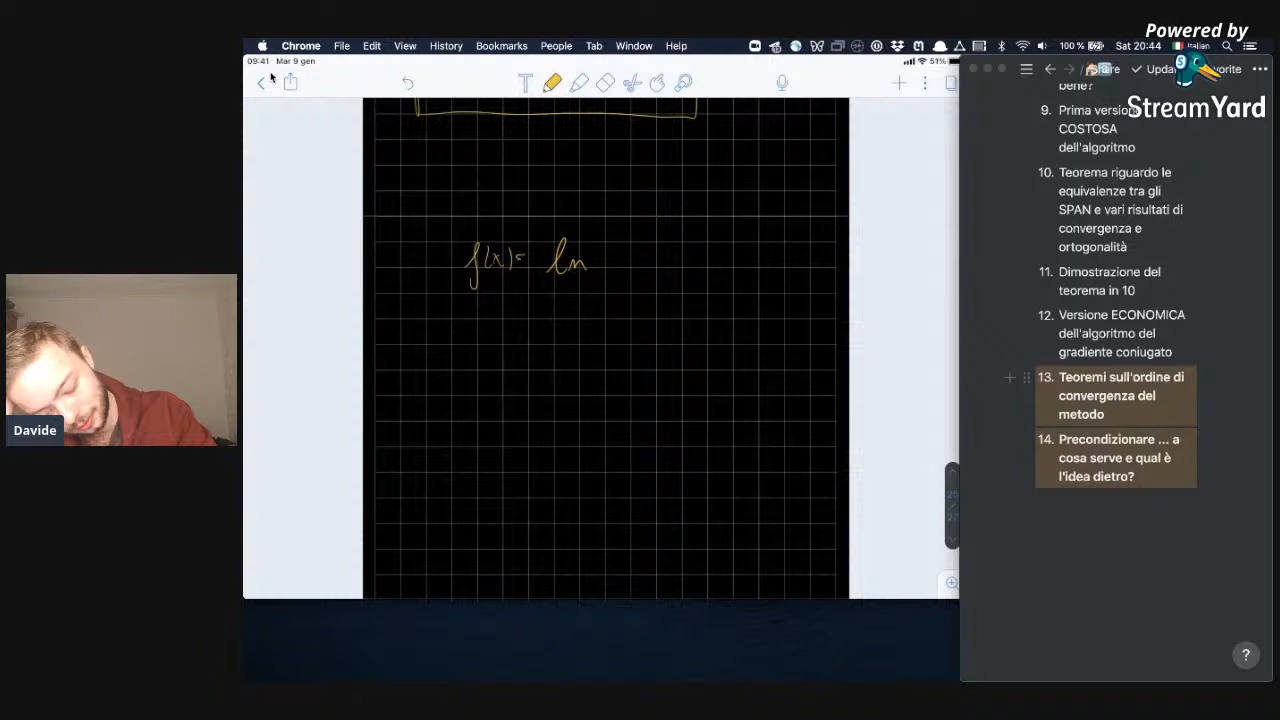 Powered by
StreamYard
Chrome File Edit View History Bookmarks People Tab Window Help
100 % Sat 20:44 Italian
09:41 Mar 9 gen
51%
bene?
9. Prima
COSTOSA
dell'algoritmo
10. Teorema riguardo le
equivalenze tra gli
SPAN e vari risultati di
convergenza e
ortogonalità
11. Dimostrazione del
teorema in 10
12. Versione ECONOMICA
dell'algoritmo del
gradiente coniugato
13. Teoremi sull'ordine di
convergenza del
metodo
14. Precondizionare ... a
cosa serve e qual è
l'idea dietro?
f(x)= ln
Davide
?